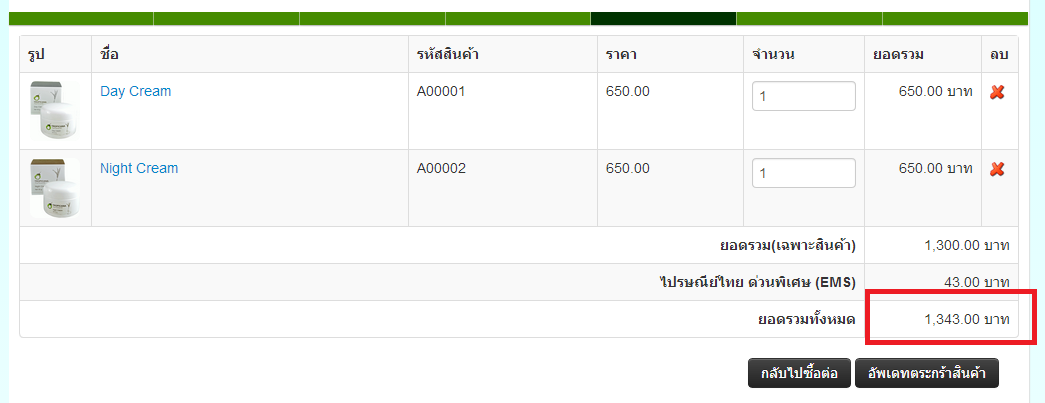 รูป ชื่อ รหัสสินค้า ราคา จำนวน ยอดรวม ลบ
Day Cream A00001 650.00 1 650.00 บาท
Night Cream A00002 650.00 1 650.00 บาท
ยอดรวม(เฉพาะสินค้า) 1,300.00 บาท
ไปรษณีย์ไทย ด่วนพิเศษ (EMS) 43.00 บาท
ยอดรวมทั้งหมด 1,343.00 บาท
กลับไปซื้อต่อ อัพเดทตระกร้าสินค้า